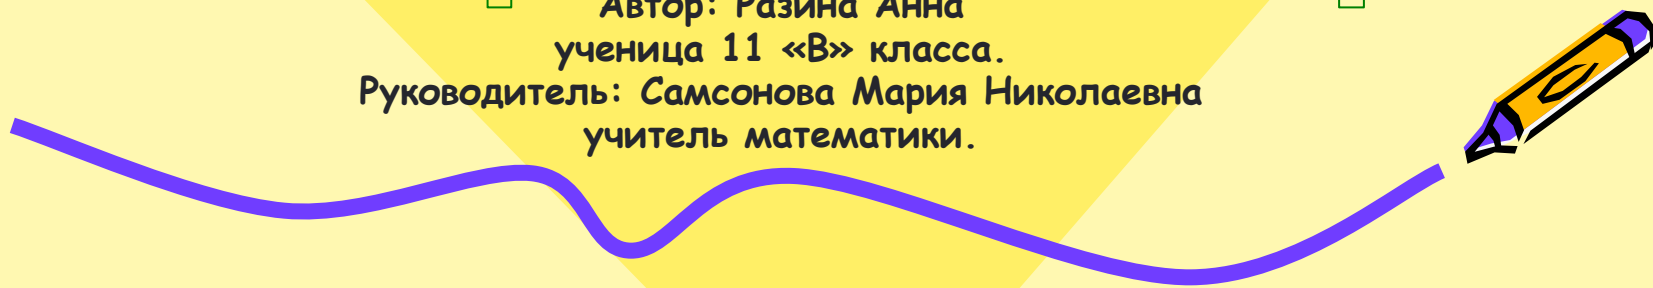 Автор: Разина Анна
ученица 11 «В» класса.
Руководитель: Самсонова Мария Николаевна
учитель математики.